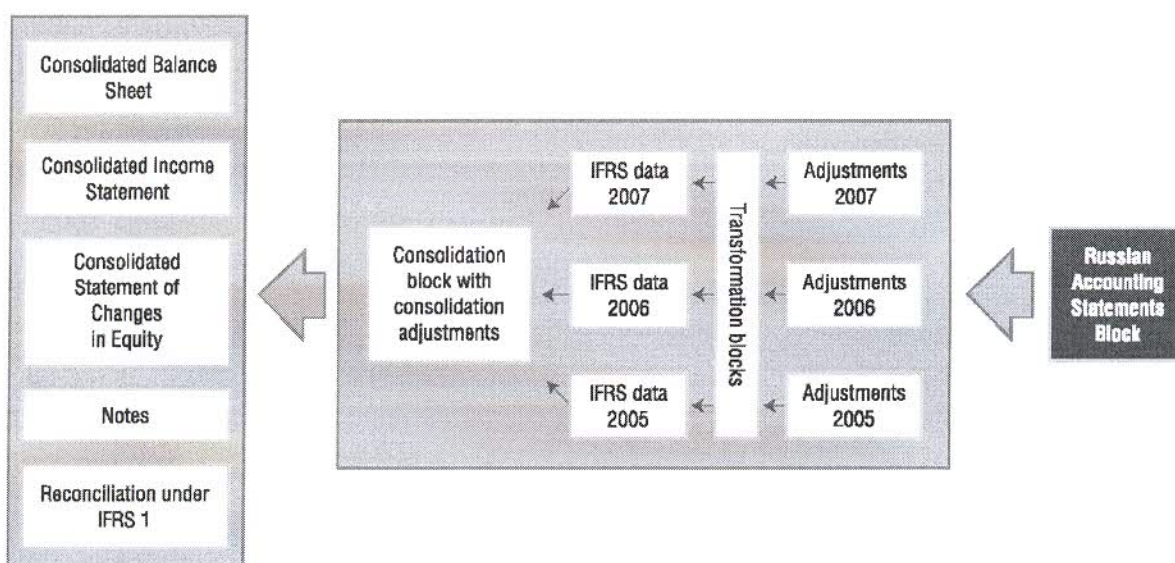 Consolidated Balance
Sheet
Consolidated Income
Statement
Consolidated
Statement of
Changes
in Equity
Notes
Reconciliation under
IFRS 1
Consolidation
block with
consolidation
adjustments
IFRS data
2007
IFRS data
2006
IFRS data
2005
Transformation blocks
Adjustments
2007
Adjustments
2006
Adjustments
2005
Russian
Accounting
Statements
Block